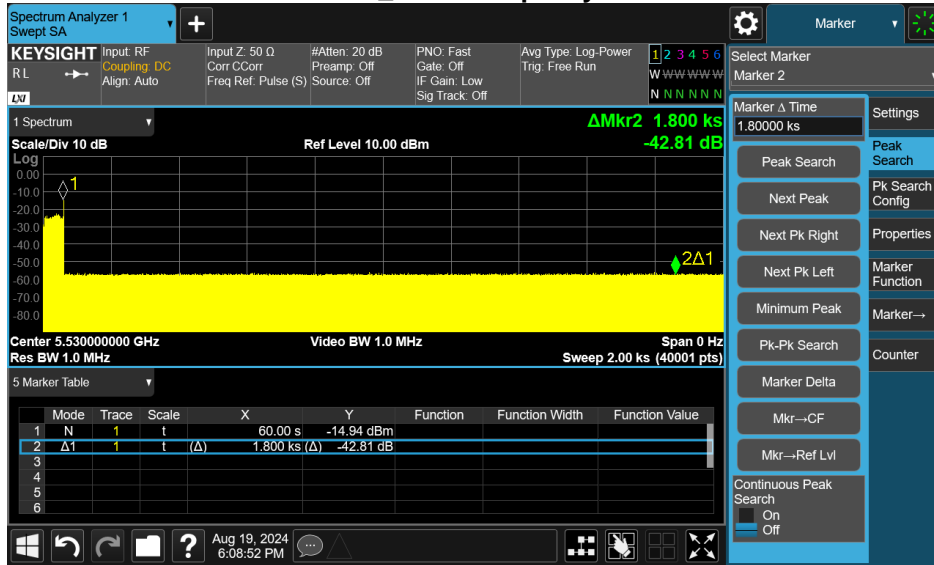 Spectrum Analyzer 1
Swept SA
Marker
KEYSIGHT
RL
LXI
Input: RF
Coupling: DC
Align: Auto
Input Z: 50 Ω
Corr CCorr
Freq Ref: Pulse (S)
#Atten: 20 dB
Preamp: Off
Source: Off
PNO: Fast
Gate: Off
IF Gain: Low
Sig Track: Off
Avg Type: Log-Power
Trig: Free Run
1 2 3 4 5 6
W W W W W W
N N N N N N
1 Spectrum
Scale/Div 10 dB
Ref Level 10.00 dBm
ΔMkr2 1.800 ks
-42.81 dB
Log
0.00
-10.0
-20.0
-30.0
-40.0
-50.0
-60.0
-70.0
-80.0
1
2Δ1
Center 5.530000000 GHz
Video BW 1.0 MHz
Span 0 Hz
Res BW 1.0 MHz
Sweep 2.00 ks (40001 pts)
5 Marker Table
Mode Trace Scale X Y Function Function Width Function Value
1 N 1 t 60.00 s -14.94 dBm
2 Δ1 1 t (Δ) 1.800 ks (Δ) -42.81 dB
3
4
5
6
Aug 19, 2024
6:08:52 PM
Select Marker
Marker 2
Marker Δ Time
1.80000 ks
Peak Search
Next Peak
Next Pk Right
Next Pk Left
Minimum Peak
Pk-Pk Search
Marker Delta
Mkr→CF
Mkr→Ref Lvl
Continuous Peak
Search
On
Off
Settings
Peak
Search
Pk Search
Config
Properties
Marker
Function
Marker→
Counter